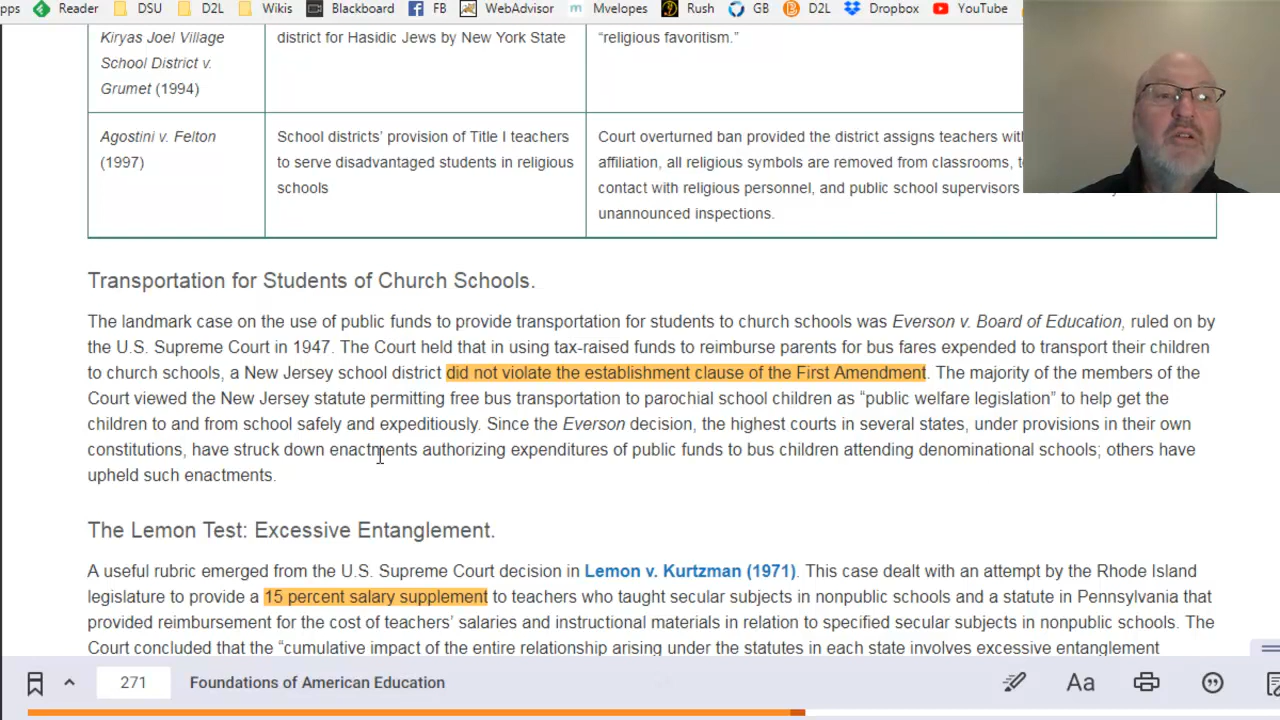 pps Reader DSU D2L Wikis Blackboard FB WebAdvisor Mvelopes Rush GB D2L Dropbox YouTube
Kiryas Joel Village
School District v.
Grumet (1994)
district for Hasidic Jews by New York State
“religious favoritism.”
Agostini v. Felton
(1997)
School districts’ provision of Title I teachers
to serve disadvantaged students in religious
schools
Court overturned ban provided the district assigns teachers
affiliation, all religious symbols are removed from classrooms,
contact with religious personnel, and public school supervisors
unannounced inspections.
Transportation for Students of Church Schools.
The landmark case on the use of public funds to provide transportation for students to church schools was Everson v. Board of Education, ruled on by
the U.S. Supreme Court in 1947. The Court held that in using tax-raised funds to reimburse parents for bus fares expended to transport their children
to church schools, a New Jersey school district did not violate the establishment clause of the First Amendment. The majority of the members of the
Court viewed the New Jersey statute permitting free bus transportation to parochial school children as “public welfare legislation” to help get the
children to and from school safely and expeditiously. Since the Everson decision, the highest courts in several states, under provisions in their own
constitutions, have struck down enactments authorizing expenditures of public funds to bus children attending denominational schools; others have
upheld such enactments.
The Lemon Test: Excessive Entanglement.
A useful rubric emerged from the U.S. Supreme Court decision in Lemon v. Kurtzman (1971). This case dealt with an attempt by the Rhode Island
legislature to provide a 15 percent salary supplement to teachers who taught secular subjects in nonpublic schools and a statute in Pennsylvania that
provided reimbursement for the cost of teachers’ salaries and instructional materials in relation to specified secular subjects in nonpublic schools. The
Court concluded that the “cumulative impact of the entire relationship arising under the statutes in each state involves excessive entanglement
271 Foundations of American Education Aa